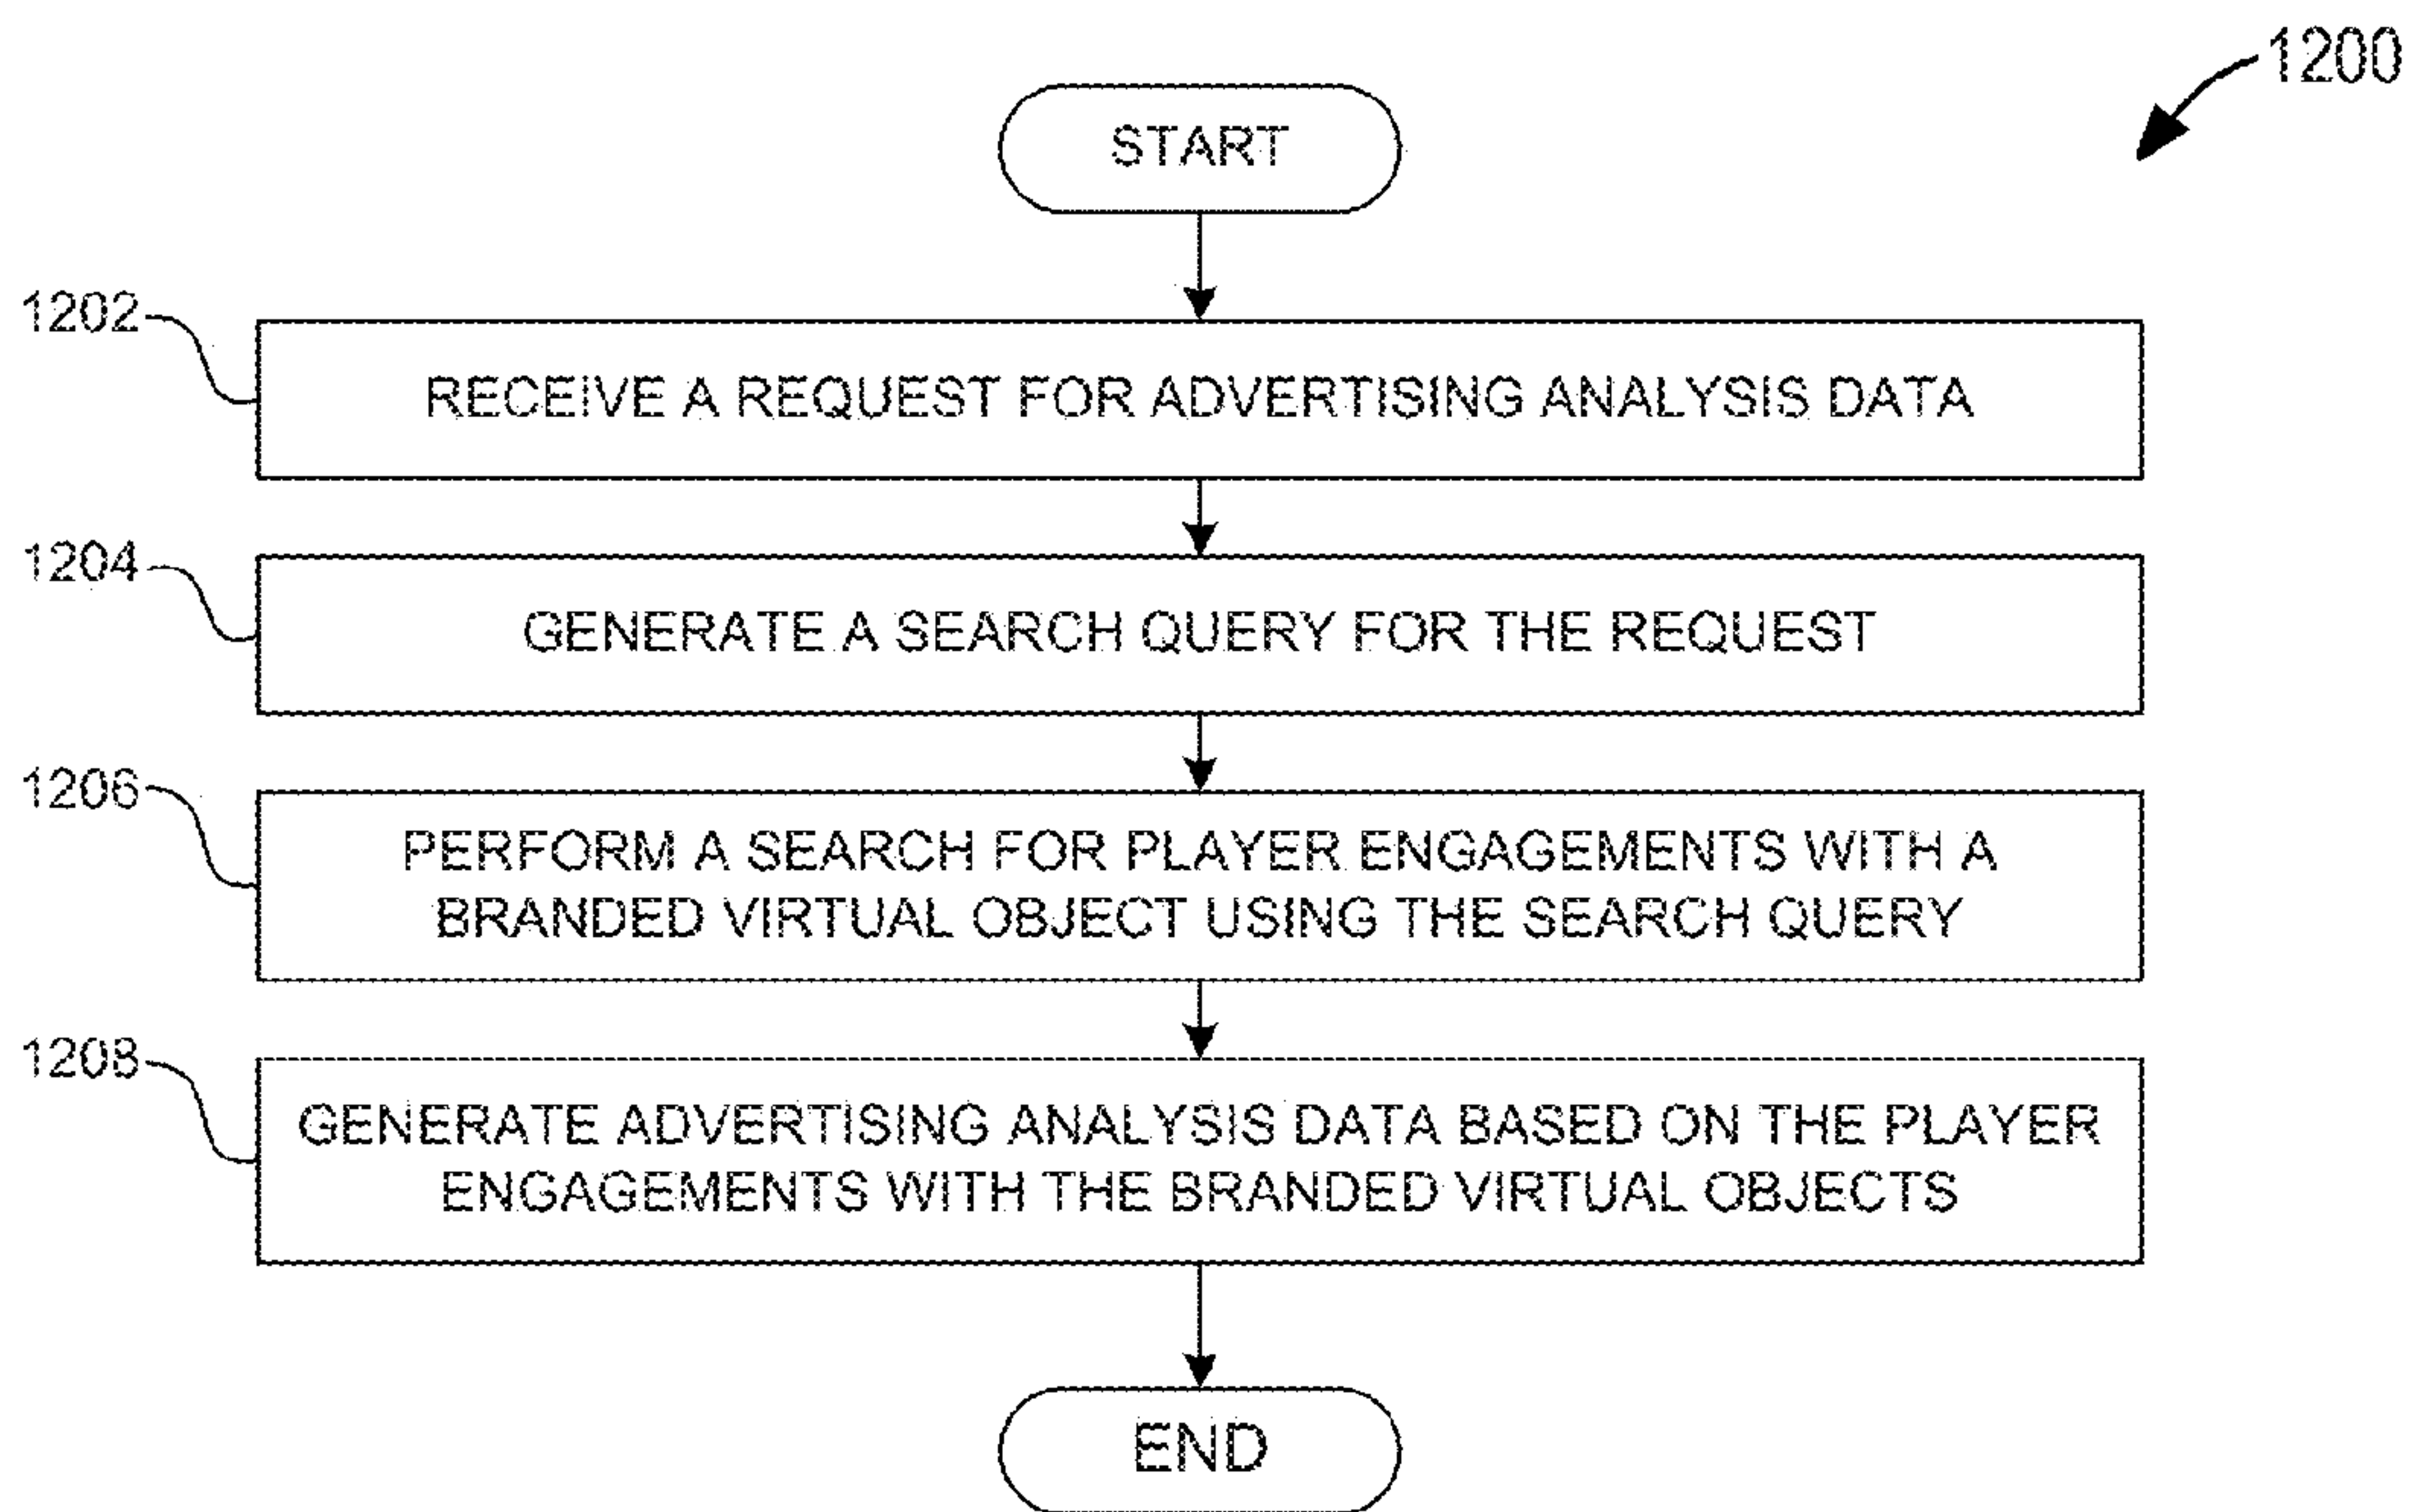 1200
START
1202
RECEIVE A REQUEST FOR ADVERTISING ANALYSIS DATA
1204
GENERATE A SEARCH QUERY FOR THE REQUEST
1206
PERFORM A SEARCH FOR PLAYER ENGAGEMENTS WITH A
BRANDED VIRTUAL OBJECT USING THE SEARCH QUERY
1208
GENERATE ADVERTISING ANALYSIS DATA BASED ON THE PLAYER
ENGAGEMENTS WITH THE BRANDED VIRTUAL OBJECTS
END